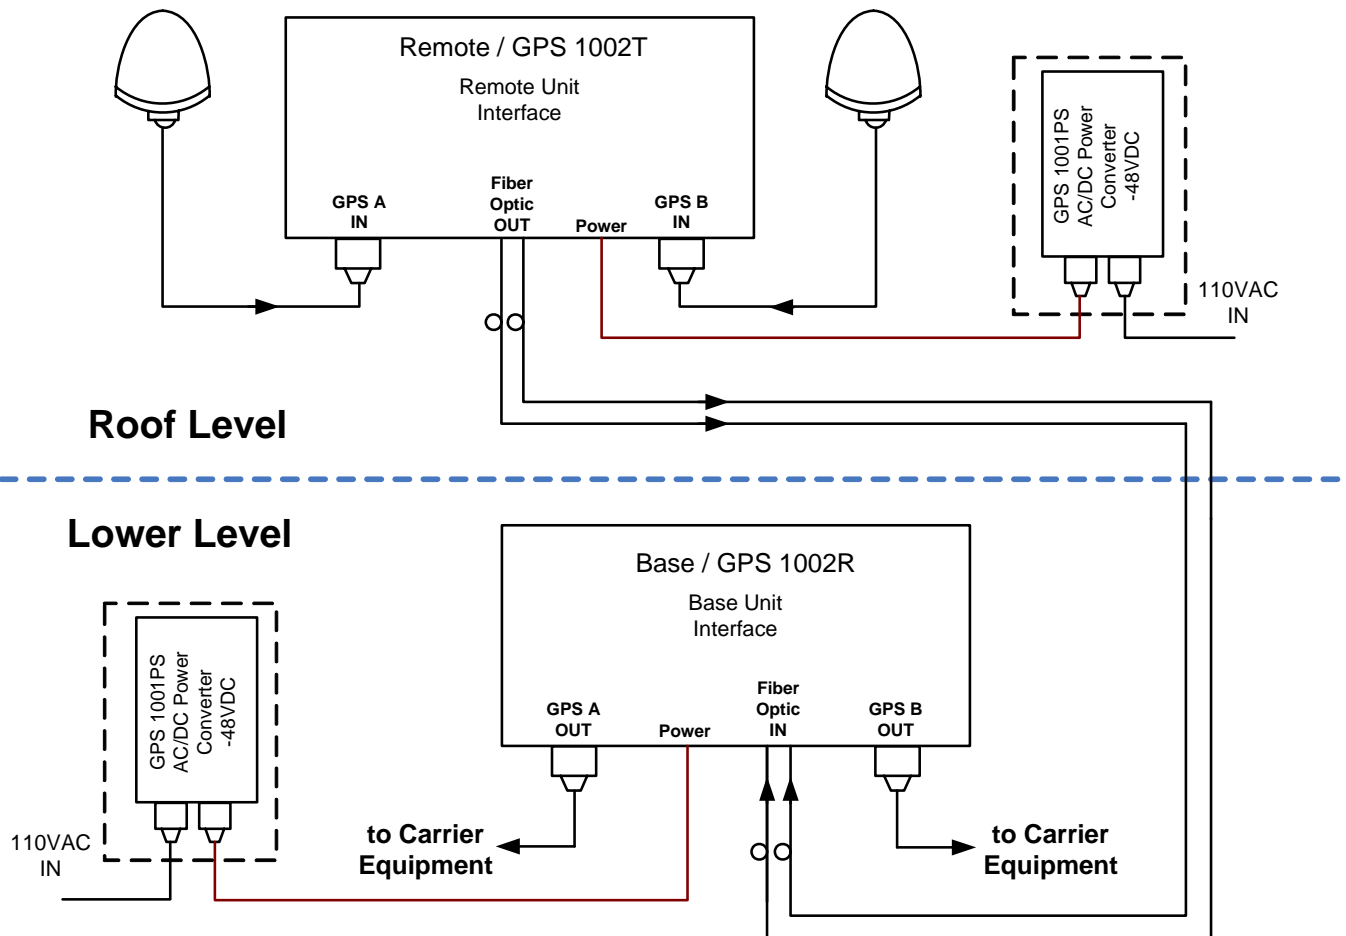 Remote / GPS 1002T
Remote Unit
Interface
GPS A
IN
Fiber
Optic
OUT
Power
GPS B
IN
GPS 1001PS
AC/DC Power
Converter
-48VDC
110VAC
IN
Roof Level
Lower Level
Base / GPS 1002R
Base Unit
Interface
GPS A
OUT
Power
Fiber
Optic
IN
GPS B
OUT
GPS 1001PS
AC/DC Power
Converter
-48VDC
110VAC
IN
to Carrier
Equipment
to Carrier
Equipment